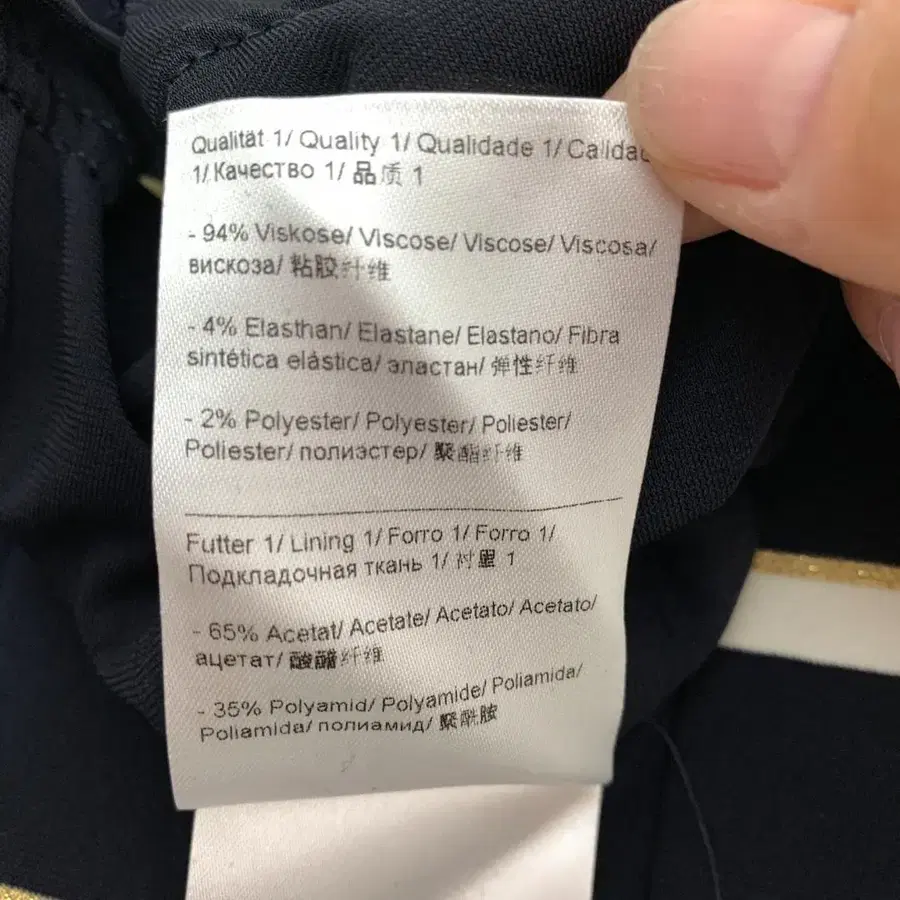 Qualität 1/ Quality 1/ Qualidade 1/ Calidad
1/ Качество 1/ 品质 1
- 94% Viskose/ Viscose/ Viscose/ Viscosa/
вискоза/ 粘胶纤维
- 4% Elasthan/ Elastane/ Elastano/ Fibra
sintética elástica/ эластан/ 弹性纤维
- 2% Polyester/ Polyester/ Poliester/
Poliester/ полиэстер/ 聚酯纤维
Futter 1/ Lining 1/ Forro 1/ Forro 1/
Подкладочная ткань 1/ 衬里 1
- 65% Acetat/ Acetate/ Acetato/ Acetato/
ацетат/ 醋酯纤维
- 35% Polyamid/ Polyamide/ Poliamida/
Poliamida/ полиамид/ 聚酰胺